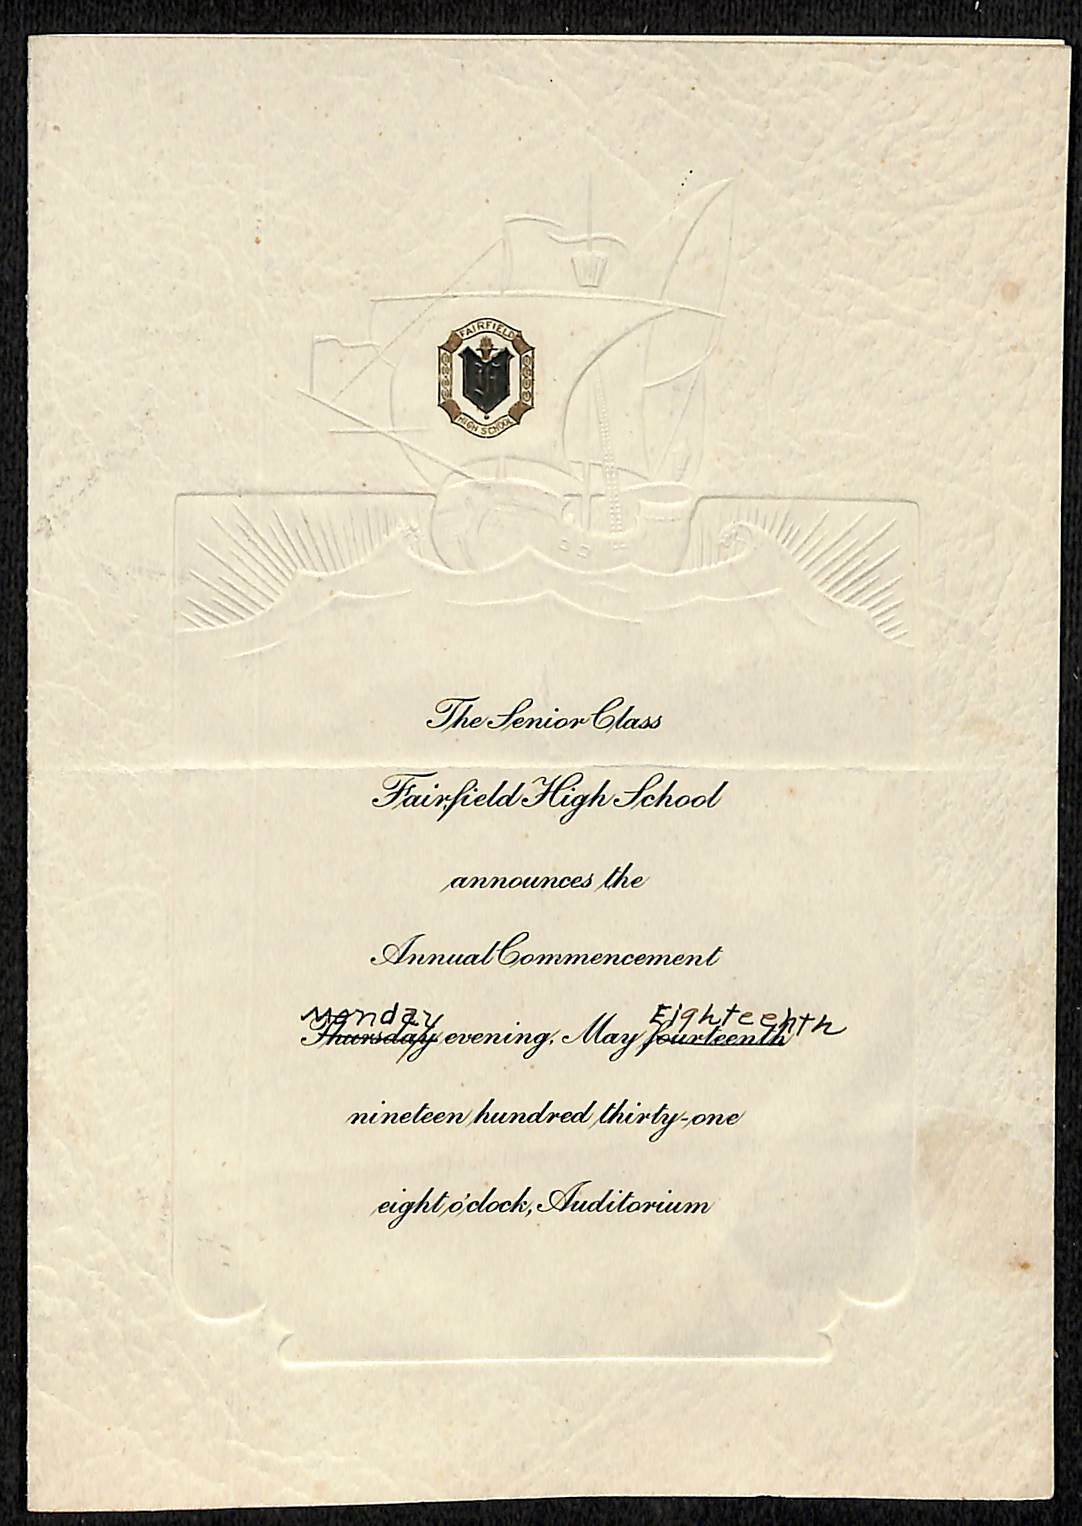 FAIRFIELD
HIGH SCHOOL
The Senior Class
Fairfield High School
announces the
Annual Commencement
Monday Eighteehth
Thursday evening, May fourteenth
nineteen hundred thirty-one
eight o'clock, Auditorium